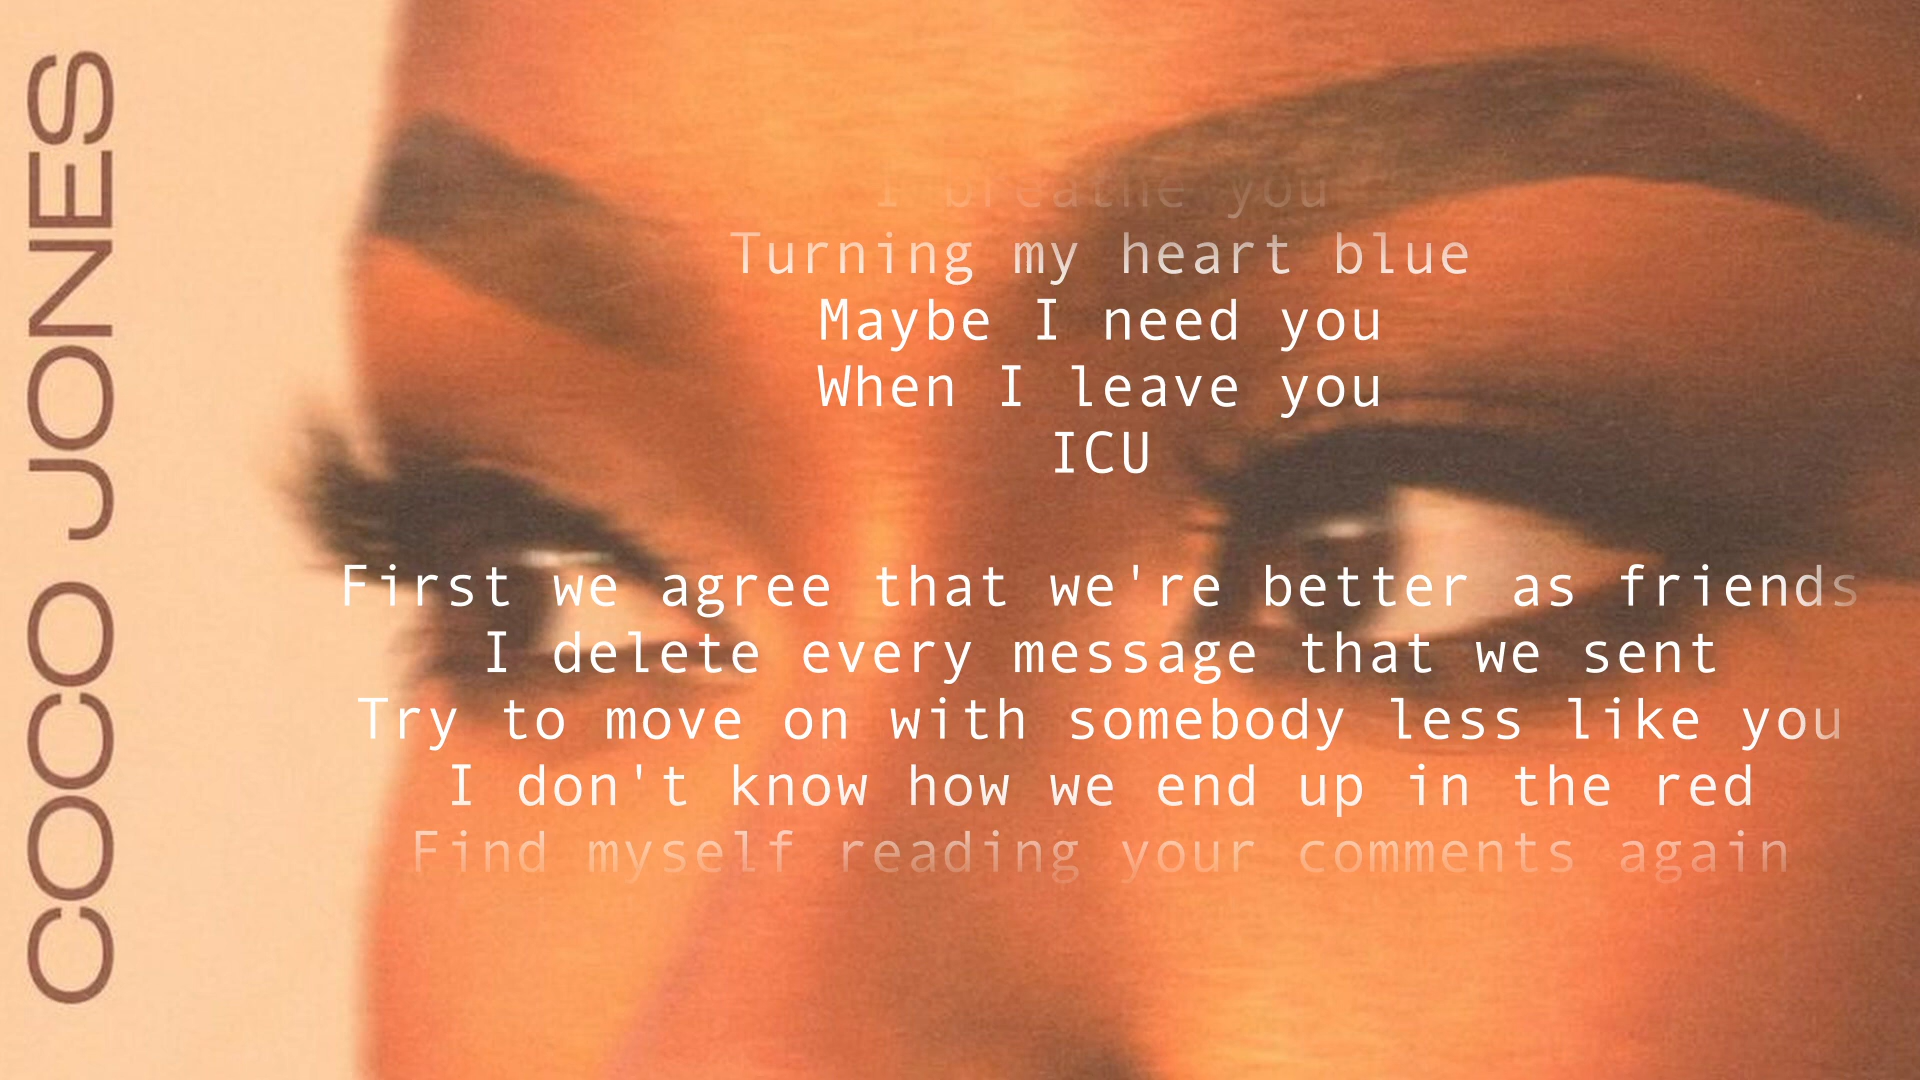 COCO JONES
I breathe you
Turning my heart blue
Maybe I need you
When I leave you
ICU
First we agree that we're better as friends
I delete every message that we sent
Try to move on with somebody less like you
I don't know how we end up in the red
Find myself reading your comments again